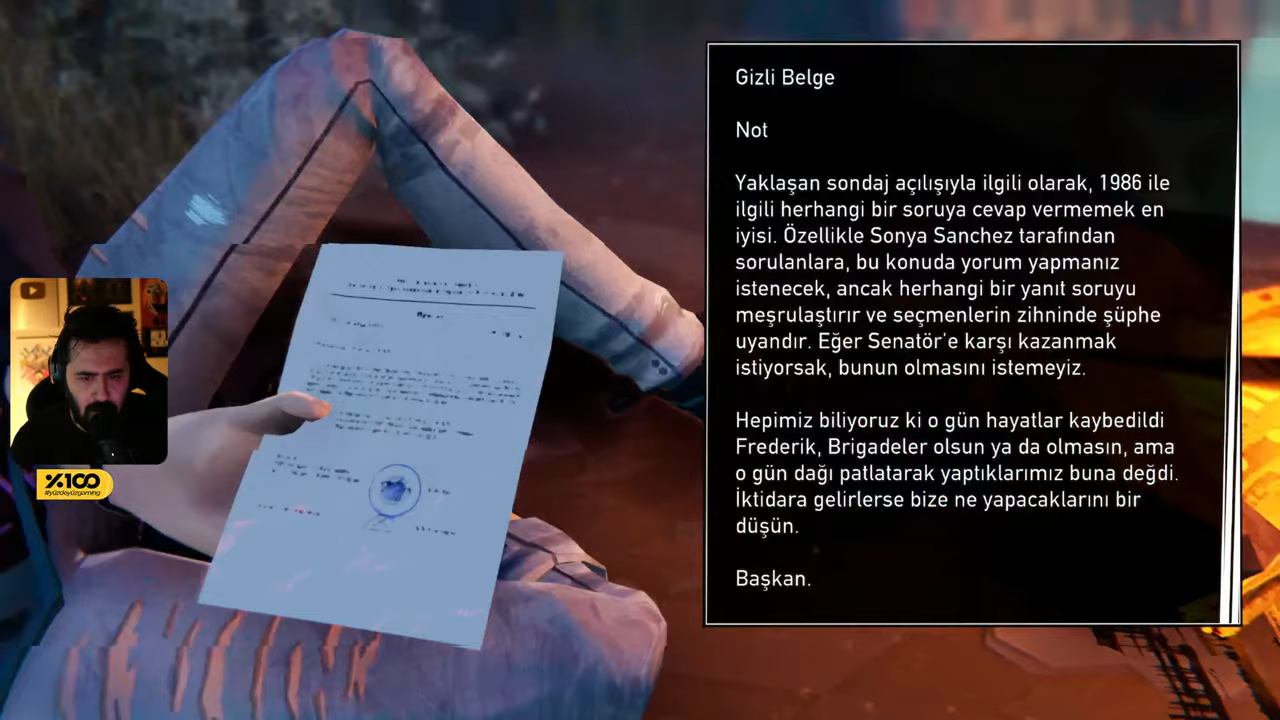 Gizli Belge
Not
Yaklaşan sondaj açılışıyla ilgili olarak, 1986 ile
ilgili herhangi bir soruya cevap vermemek en
iyisi. Özellikle Sonya Sanchez tarafından
sorulanlara, bu konuda yorum yapmanız
istenecek, ancak herhangi bir yanıt soruyu
meşrulaştırır ve seçmenlerin zihninde şüphe
uyandır. Eğer Senatör'e karşı kazanmak
istiyorsak, bunun olmasını istemeyiz.
Hepimiz biliyoruz ki o gün hayatlar kaybedildi
Frederik, Brigadeler olsun ya da olmasın, ama
o gün dağı patlatarak yaptıklarımız buna değdi.
İktidara gelirlerse bize ne yapacaklarını bir
düşün.
Başkan.
%100
#yüzdeyüzgaming